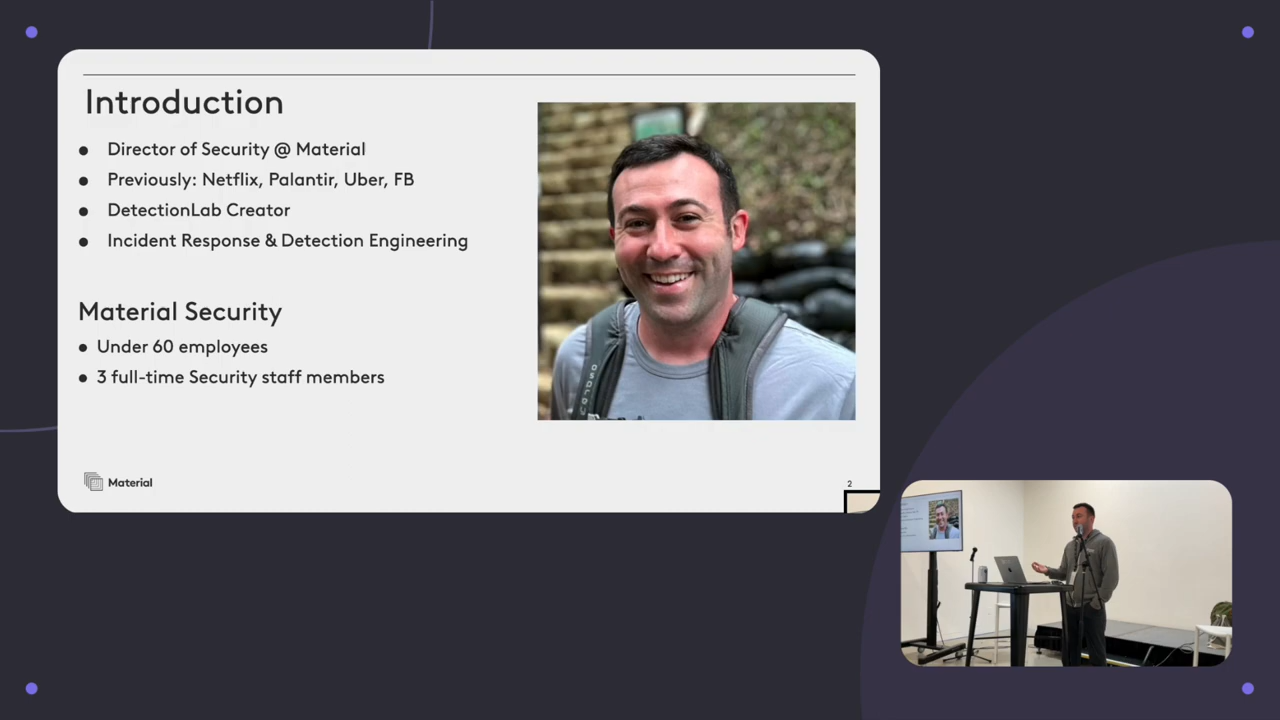 Introduction
● Director of Security @ Material
● Previously: Netflix, Palantir, Uber, FB
● DetectionLab Creator
● Incident Response & Detection Engineering
Material Security
● Under 60 employees
● 3 full-time Security staff members
Material
2